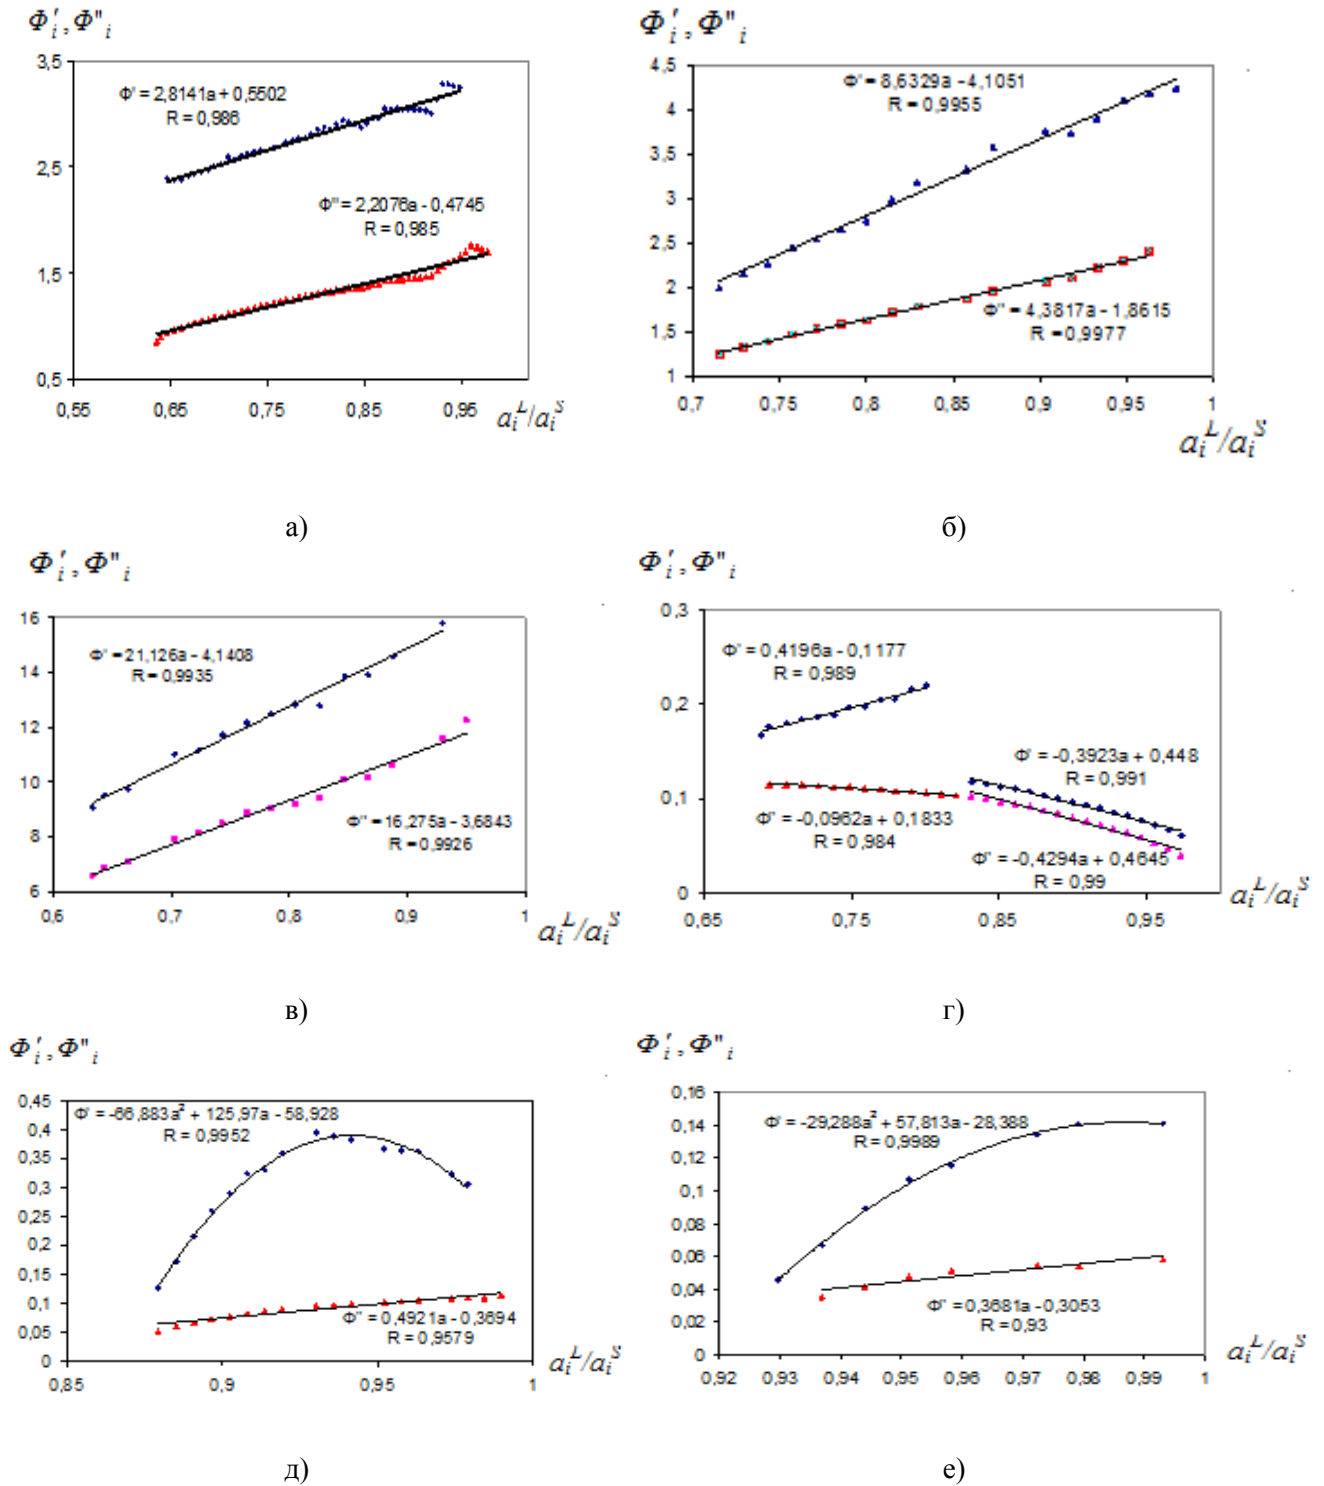 Φ'ᵢ, Φ"ᵢ
3,5
2,5
1,5
0,5
Φ' = 2,8141a + 0,5502
R = 0,986
Φ'' = 2,2076a - 0,4745
R = 0,985
0,55 0,65 0,75 0,85 0,95
aᵢᴸ/aᵢˢ
а)
Φ'ᵢ, Φ"ᵢ
4,5
4
3,5
3
2,5
2
1,5
1
Φ' = 8,6329a - 4,1051
R = 0,9955
Φ'' = 4,3817a - 1,8615
R = 0,9977
0,7 0,75 0,8 0,85 0,9 0,95 1
aᵢᴸ/aᵢˢ
б)
Φ'ᵢ, Φ"ᵢ
16
14
12
10
8
6
Φ' = 21,126a - 4,1408
R = 0,9935
Φ'' = 16,275a - 3,6843
R = 0,9926
0,6 0,7 0,8 0,9 1
aᵢᴸ/aᵢˢ
в)
Φ'ᵢ, Φ"ᵢ
0,3
0,2
0,1
0
Φ' = 0,4196a - 0,1177
R = 0,989
Φ' = -0,3923a + 0,448
R = 0,991
Φ'' = -0,0962a + 0,1833
R = 0,984
Φ'' = -0,4294a + 0,4645
R = 0,99
0,65 0,75 0,85 0,95
aᵢᴸ/aᵢˢ
г)
Φ'ᵢ, Φ"ᵢ
0,45
0,4
0,35
0,3
0,25
0,2
0,15
0,1
0,05
0
Φ' = -66,883a² + 125,97a - 58,928
R = 0,9952
Φ'' = 0,4921a - 0,3694
R = 0,9579
0,85 0,9 0,95 1
aᵢᴸ/aᵢˢ
д)
Φ'ᵢ, Φ"ᵢ
0,16
0,14
0,12
0,1
0,08
0,06
0,04
0,02
0
Φ' = -29,288a² + 57,813a - 28,388
R = 0,9989
Φ'' = 0,3681a - 0,3053
R = 0,93
0,92 0,93 0,94 0,95 0,96 0,97 0,98 0,99 1
aᵢᴸ/aᵢˢ
е)